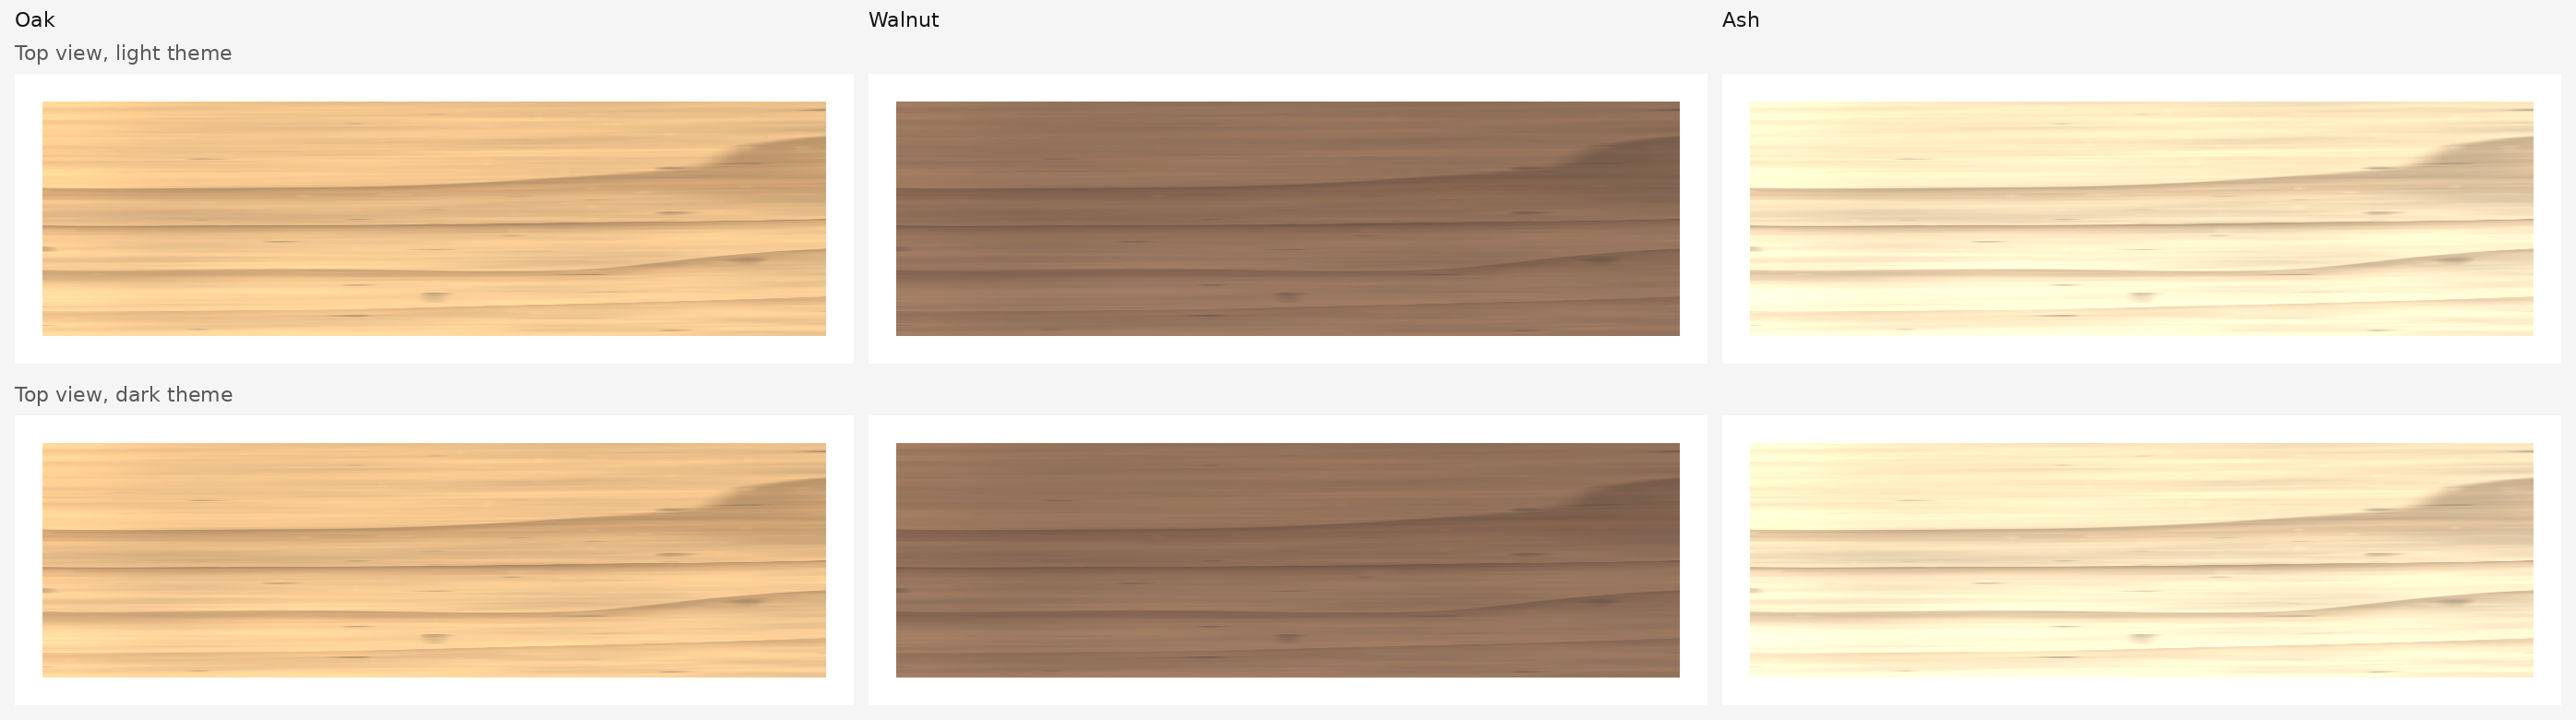 Oak
Walnut
Ash
Top view, light theme
Top view, dark theme